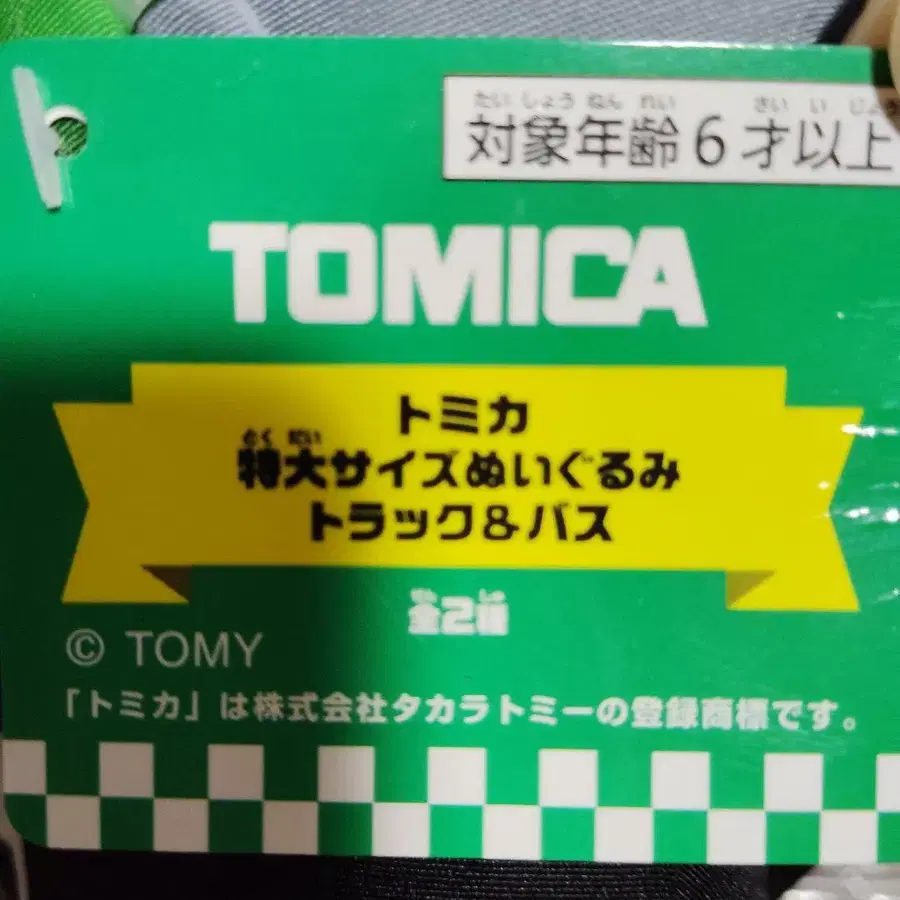 たいしょうねんれい さいいじょう
対象年齢6才以上
TOMICA
トミカ
とくだい
特大サイズぬいぐるみ
トラック&バス
ぜん しゅ
全2種
© TOMY
「トミカ」は株式会社タカラトミーの登録商標です。